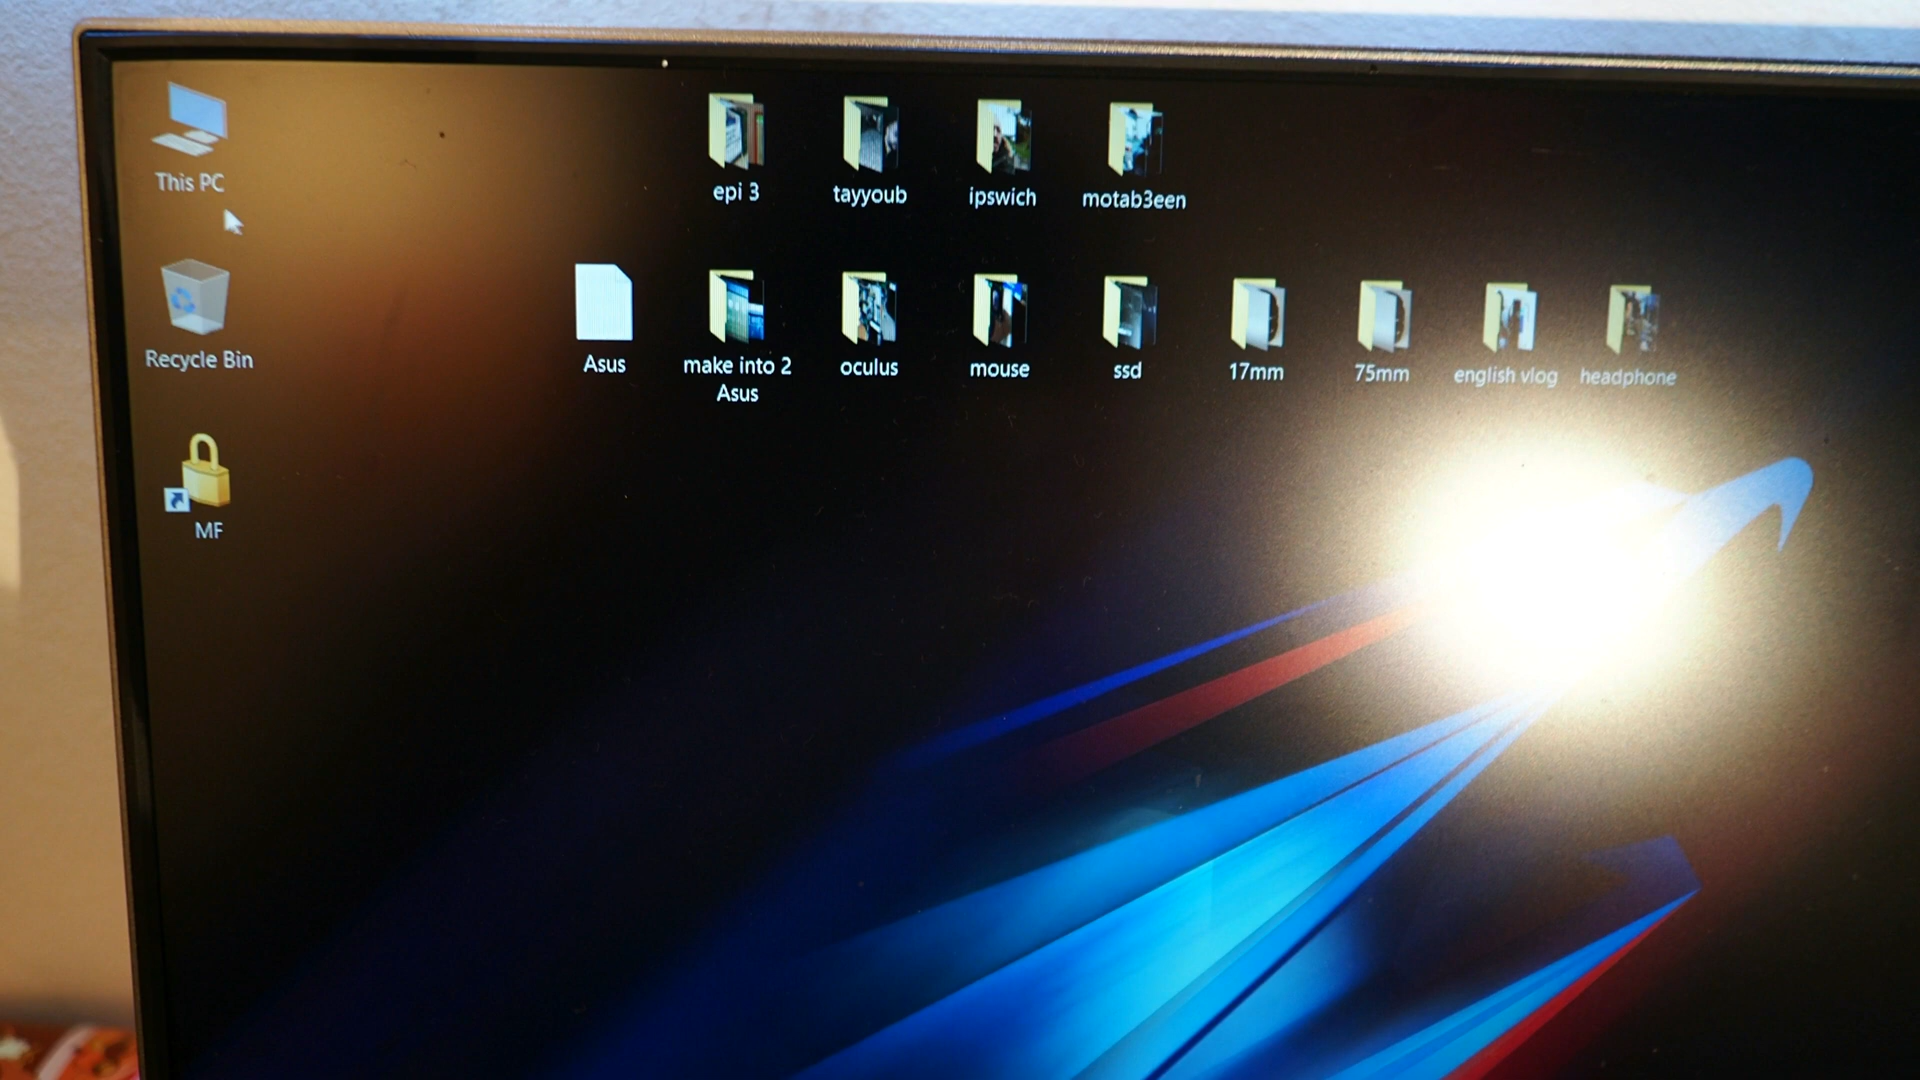 This PC
epi 3
tayyoub
ipswich
motab3een
Recycle Bin
Asus
make into 2
Asus
oculus
mouse
ssd
17mm
75mm
english vlog
headphone
MF